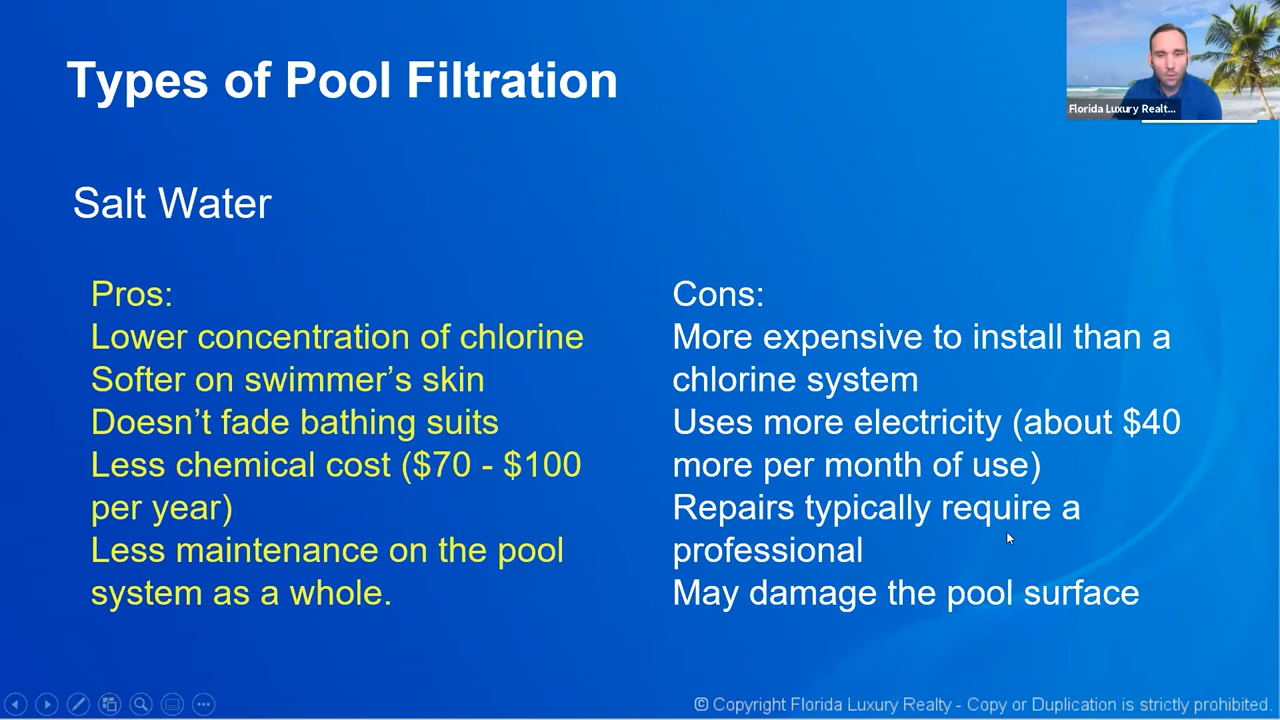 Types of Pool Filtration
Florida Luxury Realt...
Salt Water
Pros:
Lower concentration of chlorine
Softer on swimmer’s skin
Doesn’t fade bathing suits
Less chemical cost ($70 - $100
per year)
Less maintenance on the pool
system as a whole.
Cons:
More expensive to install than a
chlorine system
Uses more electricity (about $40
more per month of use)
Repairs typically require a
professional
May damage the pool surface
© Copyright Florida Luxury Realty - Copy or Duplication is strictly prohibited.